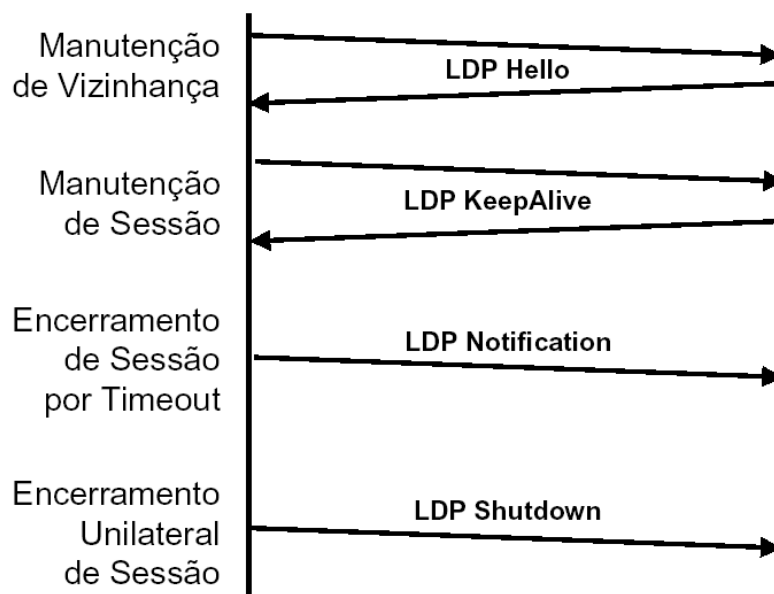 Manutenção
de Vizinhança
LDP Hello
Manutenção
de Sessão
LDP KeepAlive
Encerramento
de Sessão
por Timeout
LDP Notification
Encerramento
Unilateral
de Sessão
LDP Shutdown